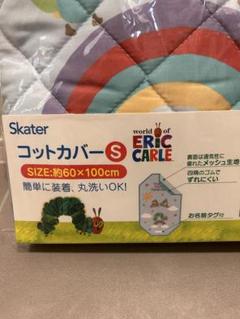 Skater
world of
ERIC
CARLE
コットカバー S
SIZE:約60×100cm
簡単に装着、丸洗いOK!
裏面は通気性に
優れたメッシュ生地
四隅のゴムで
ずれにくい
お名前タグ付